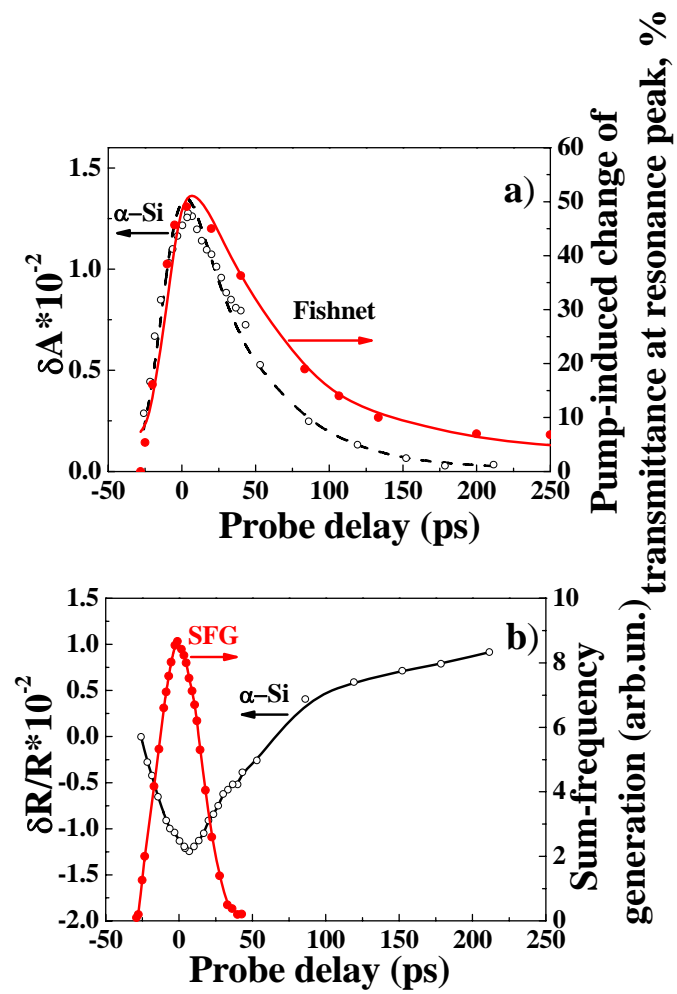 a)
α−Si
Fishnet
δA*10⁻²
1.5
1.0
0.5
0.0
60
50
40
30
20
10
0
-50 0 50 100 150 200 250
Probe delay (ps)
Pump-induced change of
transmittance at resonance peak, %
b)
SFG
α−Si
δR/R*10⁻²
1.5
1.0
0.5
0.0
-0.5
-1.0
-1.5
-2.0
10
8
6
4
2
0
-50 0 50 100 150 200 250
Probe delay (ps)
Sum-frequency
generation (arb.un.)